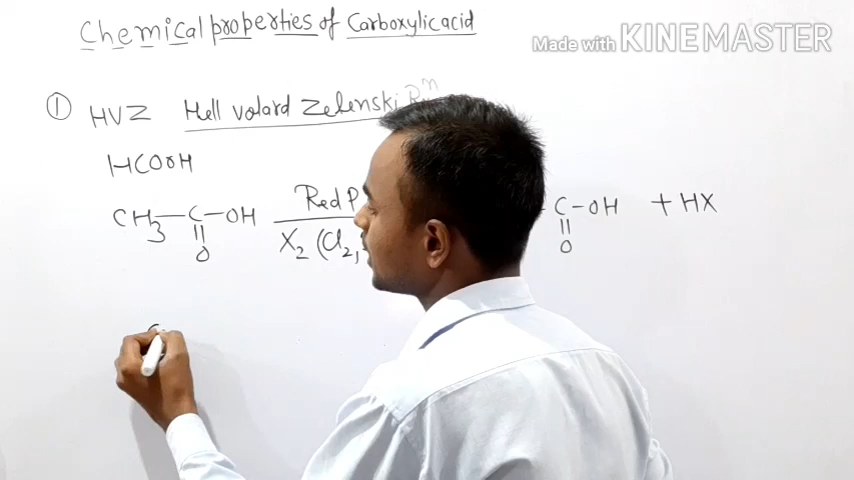 Chemical properties of Carboxylic acid
Made with KINEMASTER
① HVZ Hell volard Zelenski Rxn
HCOOH
CH3—C—OH Red P C—OH + HX
O X2 (Cl2, O